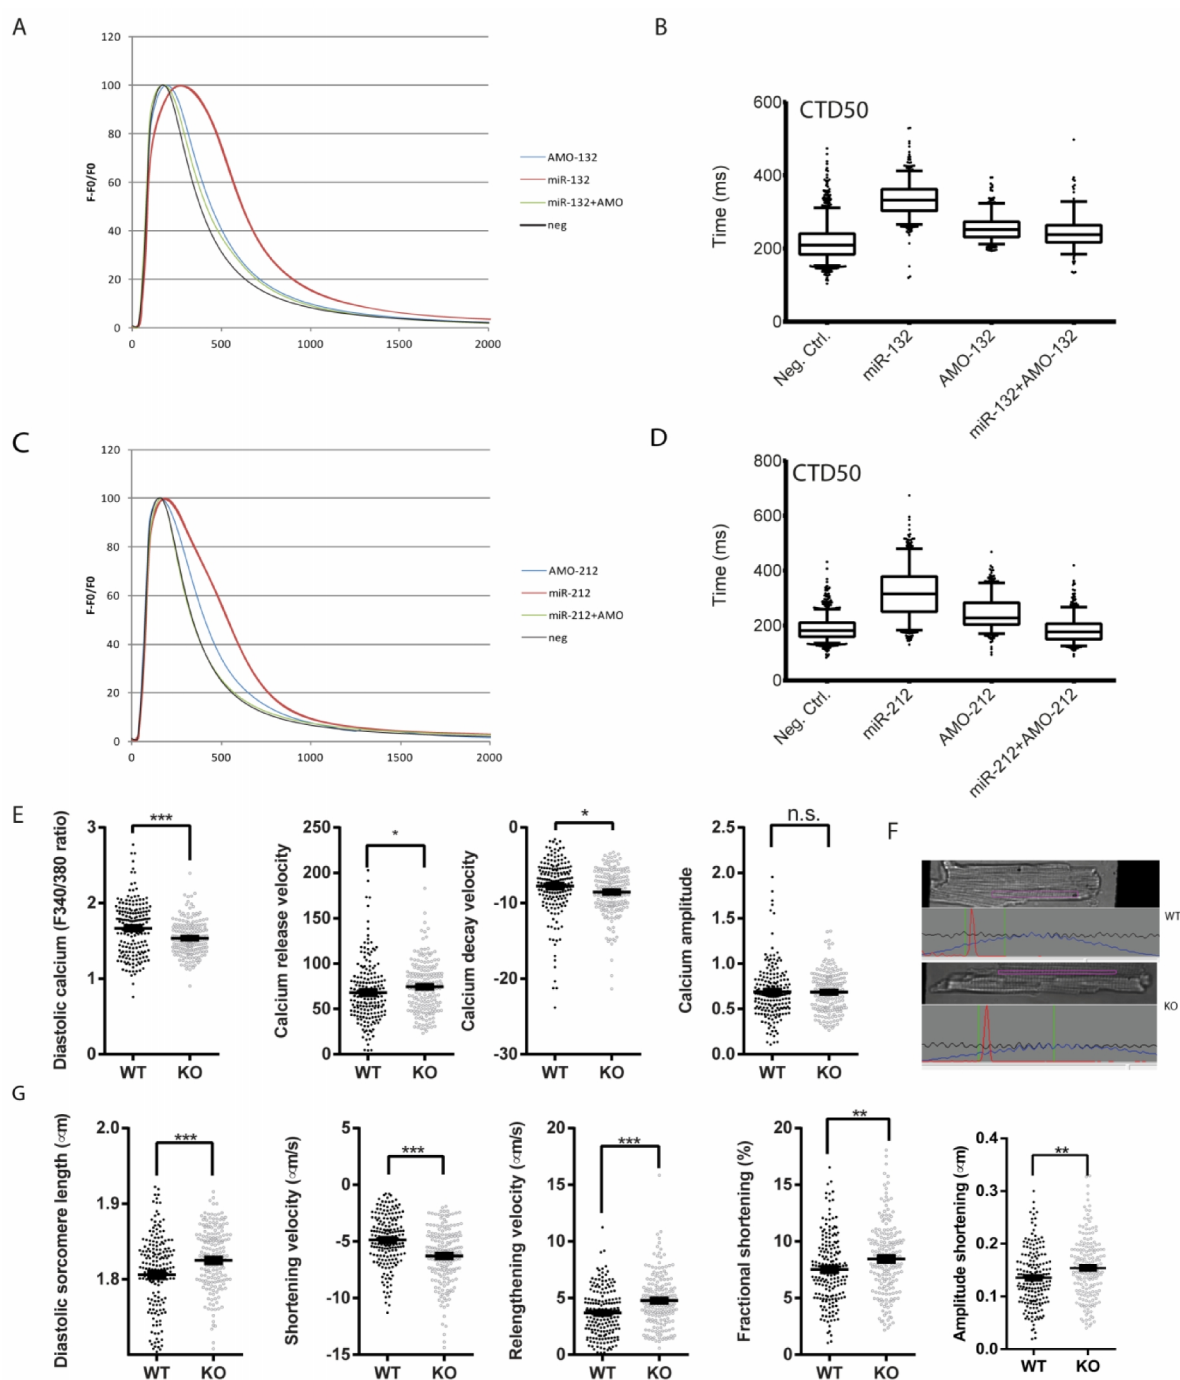 A
120
100
80
60
40
20
0
F-F0/F0
0 500 1000 1500 2000
AMO-132
miR-132
miR-132+AMO
neg
B
CTD50
600
400
200
0
Time (ms)
Neg. Ctrl.
miR-132
AMO-132
miR-132+AMO-132
C
120
100
80
60
40
20
0
F-F0/F0
0 500 1000 1500 2000
AMO-212
miR-212
miR-212+AMO
neg
D
CTD50
800
600
400
200
0
Time (ms)
Neg. Ctrl.
miR-212
AMO-212
miR-212+AMO-212
E
Diastolic calcium (F340/380 ratio)
3
2
1
0
***
WT KO
Calcium release velocity
250
200
150
100
50
0
*
WT KO
Calcium decay velocity
0
-10
-20
-30
*
WT KO
Calcium amplitude
2.5
2.0
1.5
1.0
0.5
0.0
n.s.
WT KO
F
WT
KO
G
Diastolic sorcomere length (∝m)
2.0
1.9
1.8
***
WT KO
Shortening velocity (∝m/s)
5
0
-5
-10
-15
***
WT KO
Relengthening velocity (∝m/s)
20
15
10
5
0
***
WT KO
Fractional shortening (%)
20
15
10
5
0
**
WT KO
Amplitude shortening (∝m)
0.4
0.3
0.2
0.1
0.0
**
WT KO